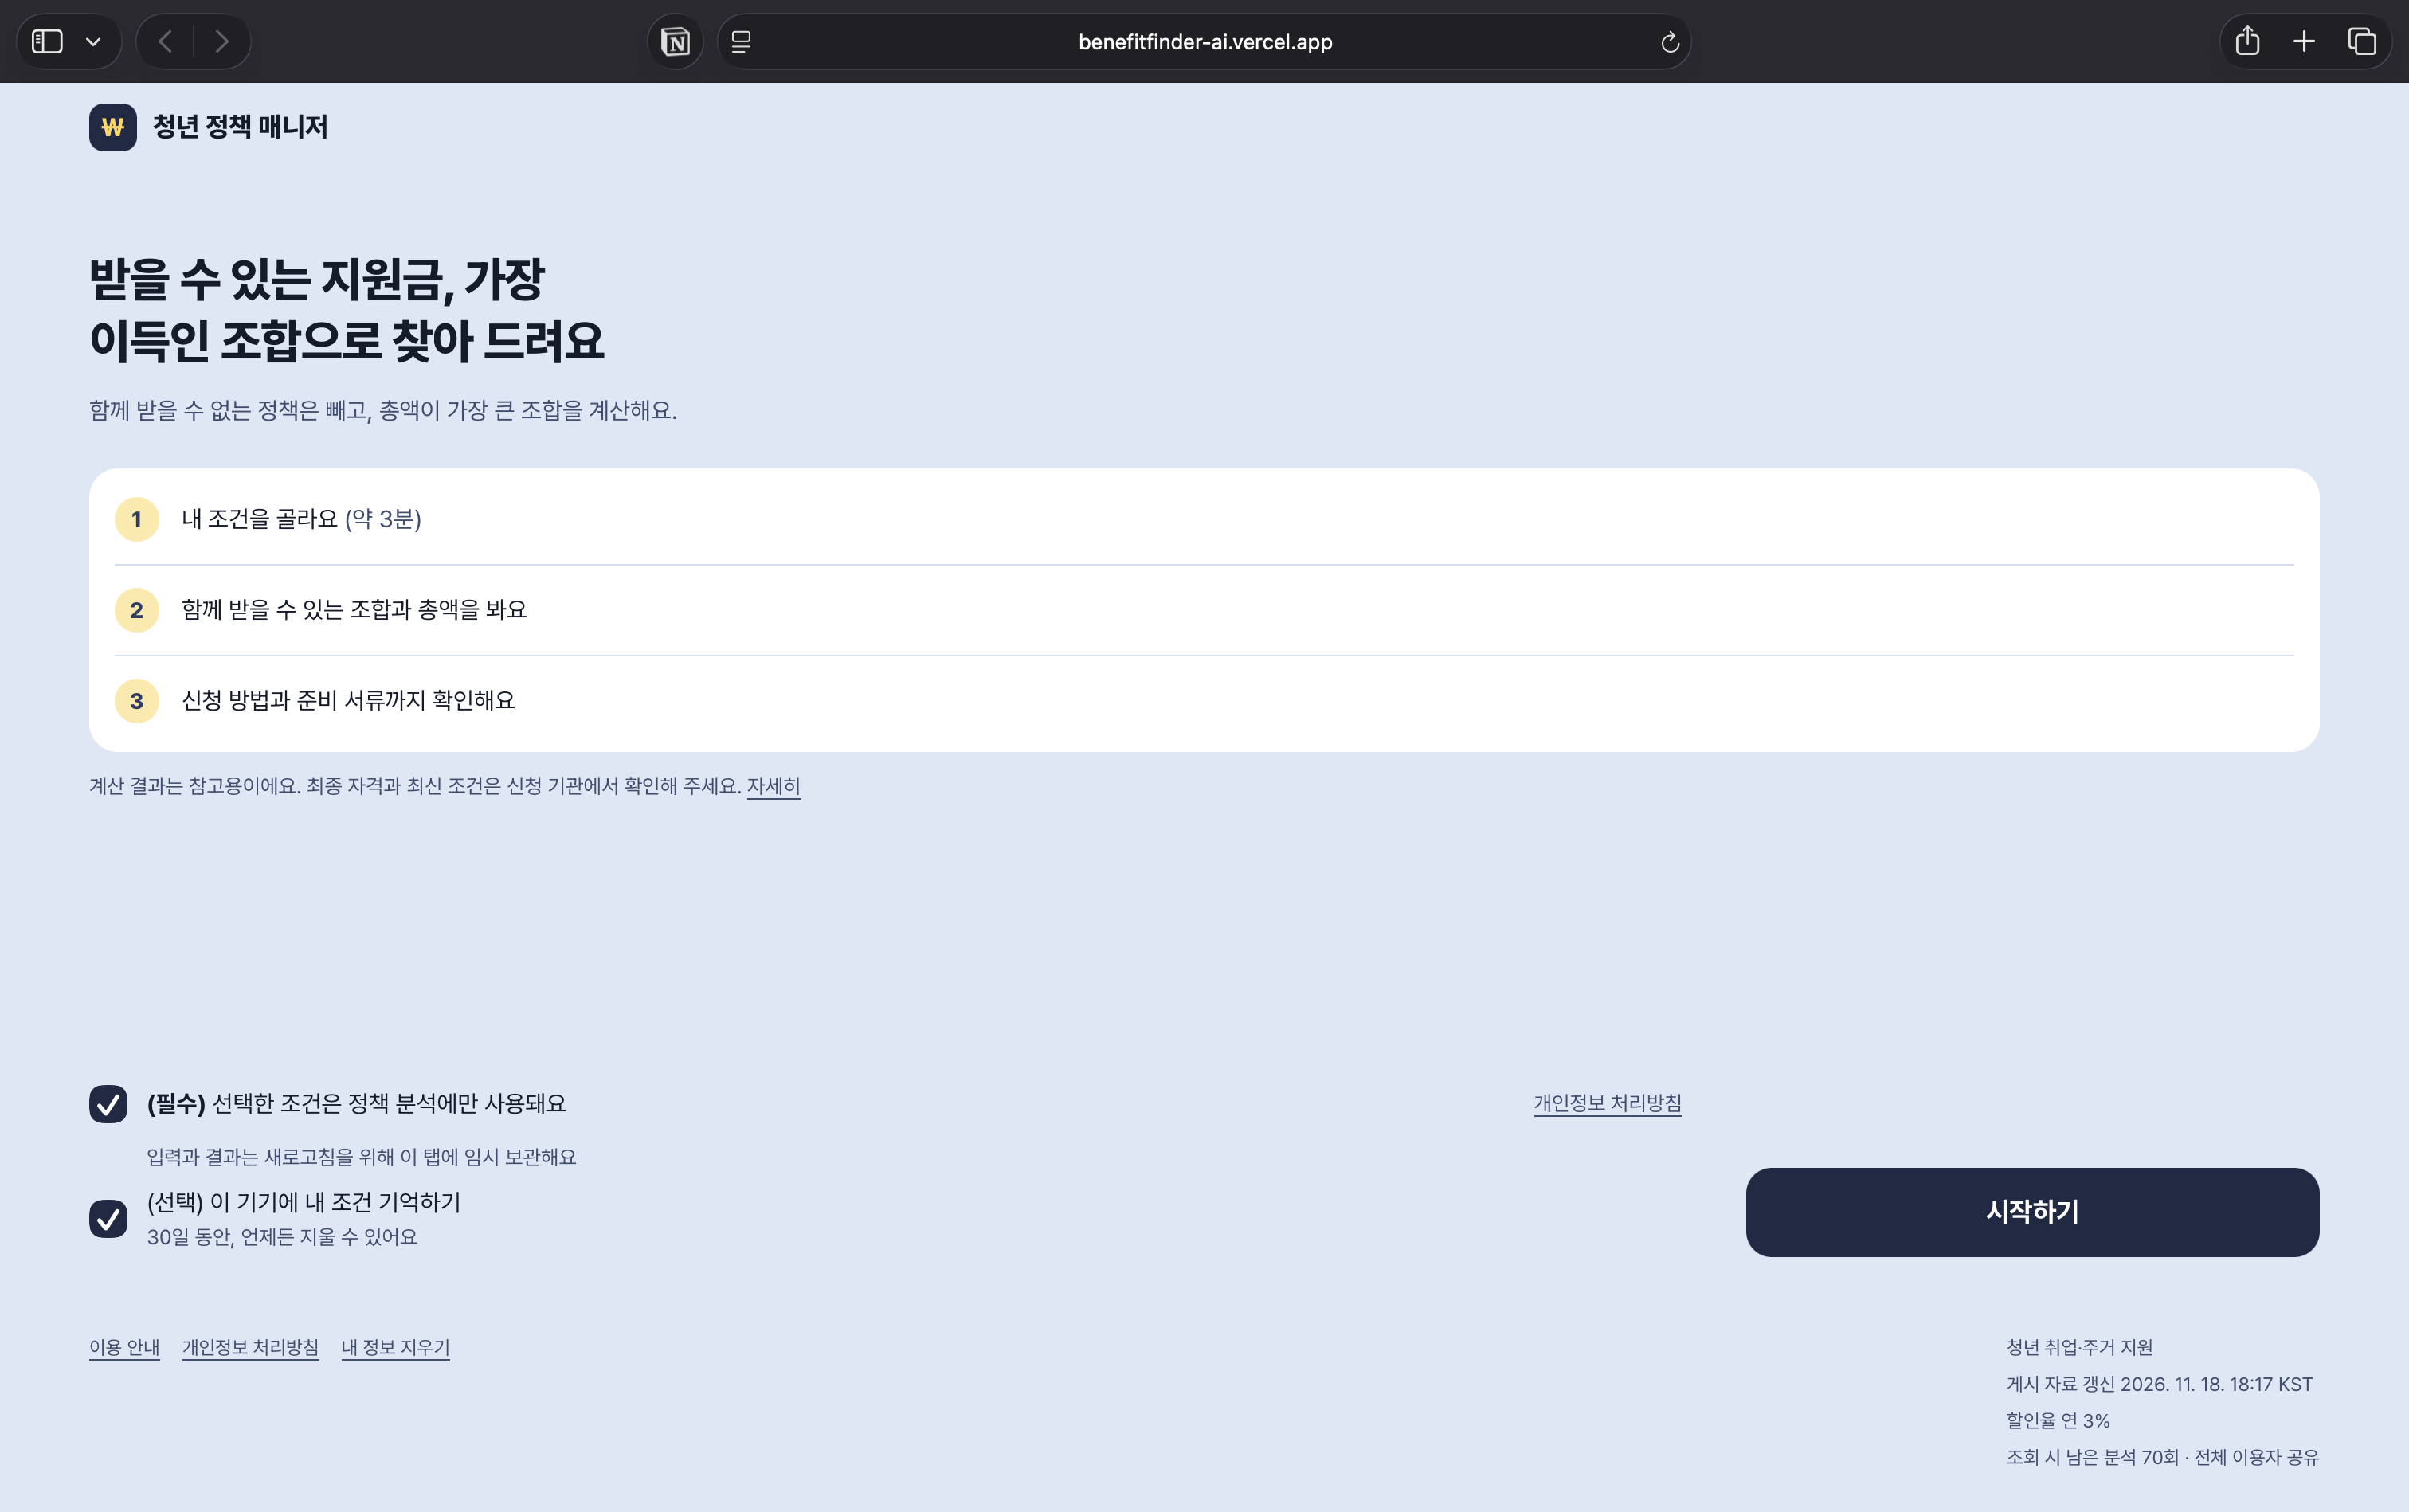 benefitfinder-ai.vercel.app
₩ 청년 정책 매니저
받을 수 있는 지원금, 가장
이득인 조합으로 찾아 드려요
함께 받을 수 없는 정책은 빼고, 총액이 가장 큰 조합을 계산해요.
1 내 조건을 골라요 (약 3분)
2 함께 받을 수 있는 조합과 총액을 봐요
3 신청 방법과 준비 서류까지 확인해요
계산 결과는 참고용이에요. 최종 자격과 최신 조건은 신청 기관에서 확인해 주세요. 자세히
(필수) 선택한 조건은 정책 분석에만 사용돼요
개인정보 처리방침
입력과 결과는 새로고침을 위해 이 탭에 임시 보관해요
(선택) 이 기기에 내 조건 기억하기
30일 동안, 언제든 지울 수 있어요
시작하기
이용 안내 개인정보 처리방침 내 정보 지우기
청년 취업·주거 지원
게시 자료 갱신 2026. 11. 18. 18:17 KST
할인율 연 3%
조회 시 남은 분석 70회 · 전체 이용자 공유